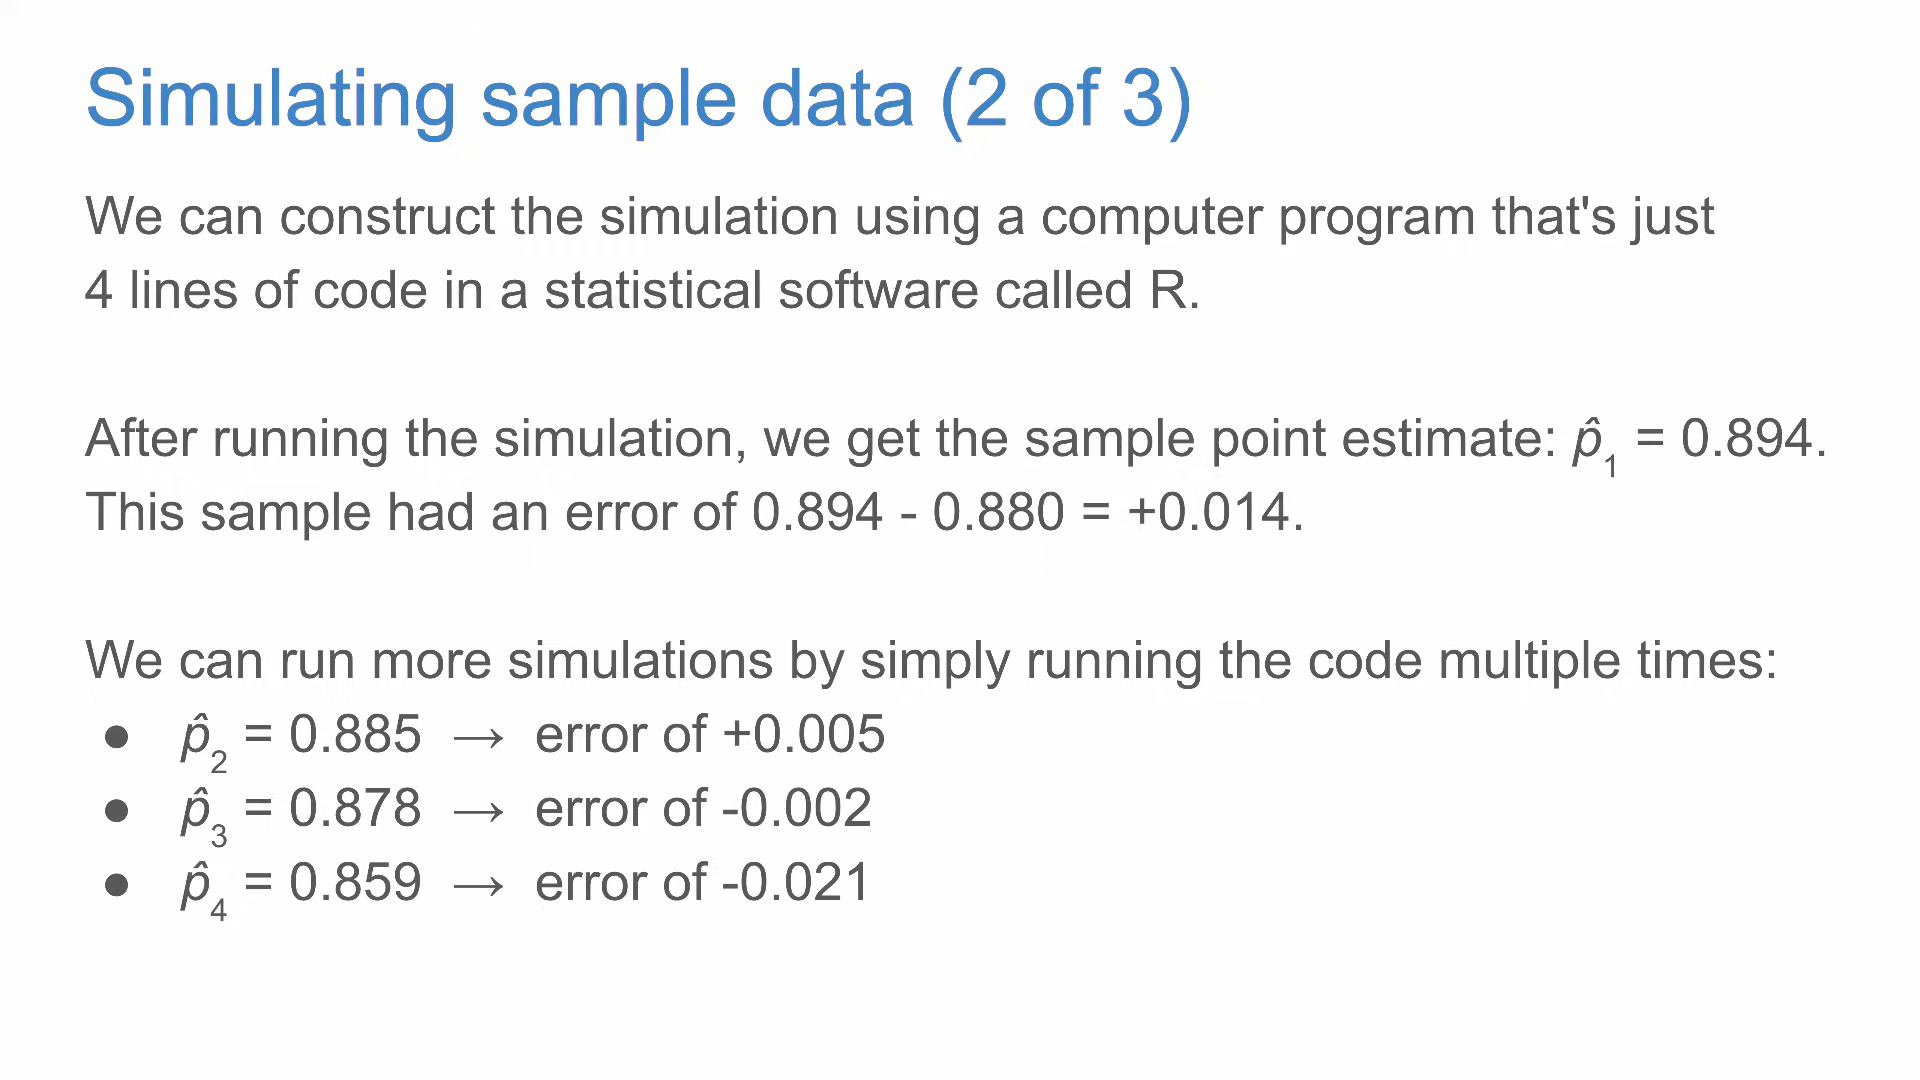 Simulating sample data (2 of 3)
We can construct the simulation using a computer program that's just
4 lines of code in a statistical software called R.
After running the simulation, we get the sample point estimate: p̂₁ = 0.894.
This sample had an error of 0.894 - 0.880 = +0.014.
We can run more simulations by simply running the code multiple times:
● p̂₂ = 0.885 → error of +0.005
● p̂₃ = 0.878 → error of -0.002
● p̂₄ = 0.859 → error of -0.021